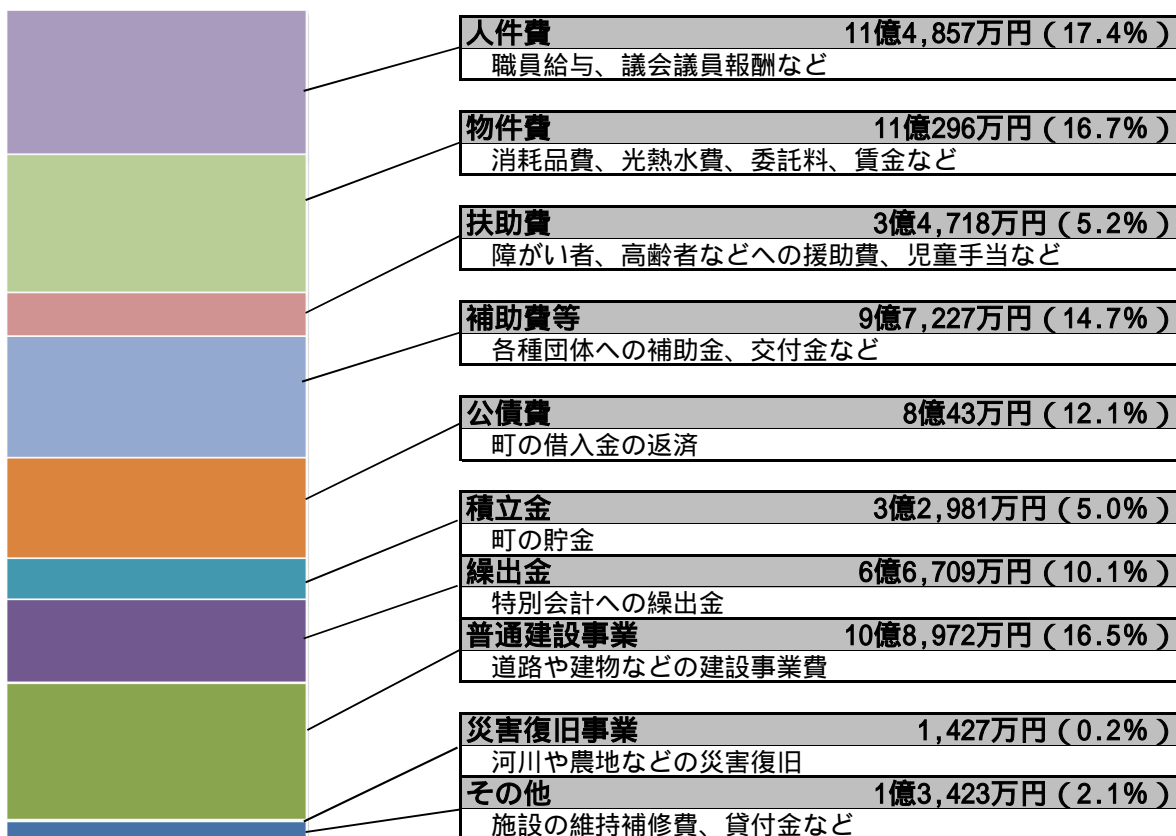 人件費 11億4,857万円（17.4%）
職員給与、議会議員報酬など
物件費 11億296万円（16.7%）
消耗品費、光熱水費、委託料、賃金など
扶助費 3億4,718万円（5.2%）
障がい者、高齢者などへの援助費、児童手当など
補助費等 9億7,227万円（14.7%）
各種団体への補助金、交付金など
公債費 8億43万円（12.1%）
町の借入金の返済
積立金 3億2,981万円（5.0%）
町の貯金
繰出金 6億6,709万円（10.1%）
特別会計への繰出金
普通建設事業 10億8,972万円（16.5%）
道路や建物などの建設事業費
災害復旧事業 1,427万円（0.2%）
河川や農地などの災害復旧
その他 1億3,423万円（2.1%）
施設の維持補修費、貸付金など